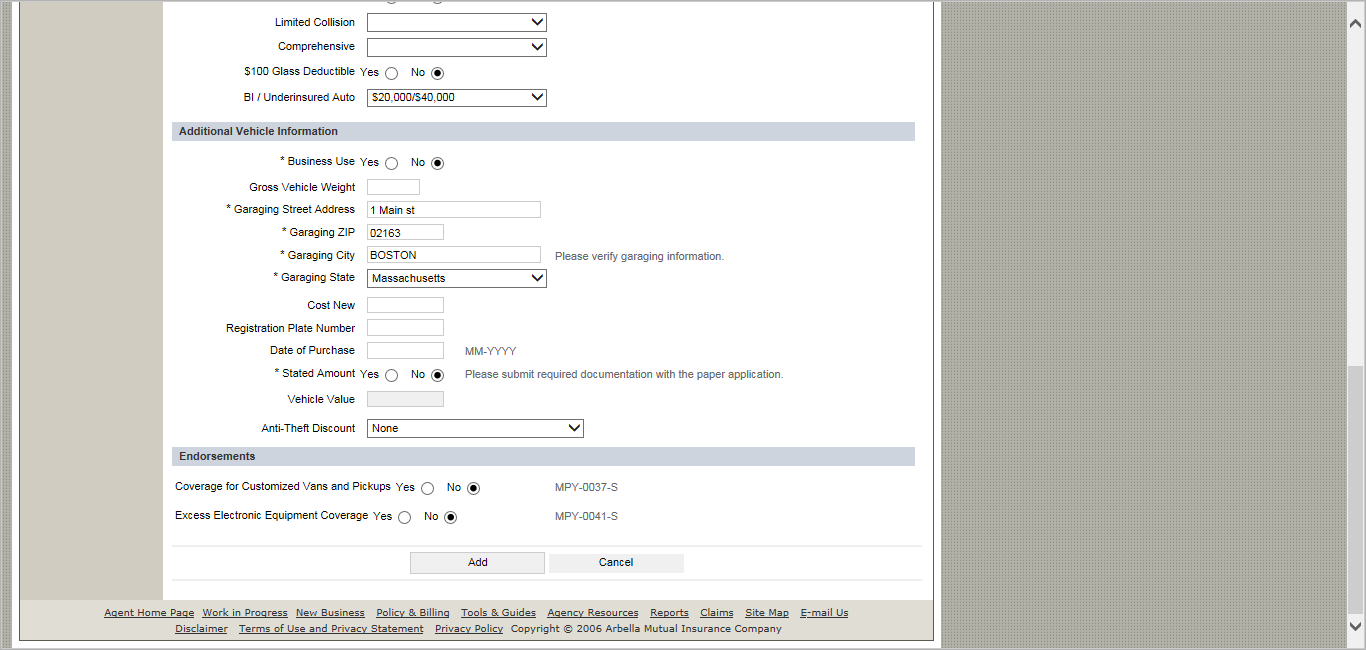 Limited Collision
Comprehensive
$100 Glass Deductible Yes No
BI / Underinsured Auto $20,000/$40,000
Additional Vehicle Information
* Business Use Yes No
Gross Vehicle Weight
* Garaging Street Address 1 Main st
* Garaging ZIP 02163
* Garaging City BOSTON Please verify garaging information.
* Garaging State Massachusetts
Cost New
Registration Plate Number
Date of Purchase MM-YYYY
* Stated Amount Yes No Please submit required documentation with the paper application.
Vehicle Value
Anti-Theft Discount None
Endorsements
Coverage for Customized Vans and Pickups Yes No MPY-0037-S
Excess Electronic Equipment Coverage Yes No MPY-0041-S
Add Cancel
Agent Home Page Work in Progress New Business Policy & Billing Tools & Guides Agency Resources Reports Claims Site Map E-mail Us
Disclaimer Terms of Use and Privacy Statement Privacy Policy Copyright © 2006 Arbella Mutual Insurance Company